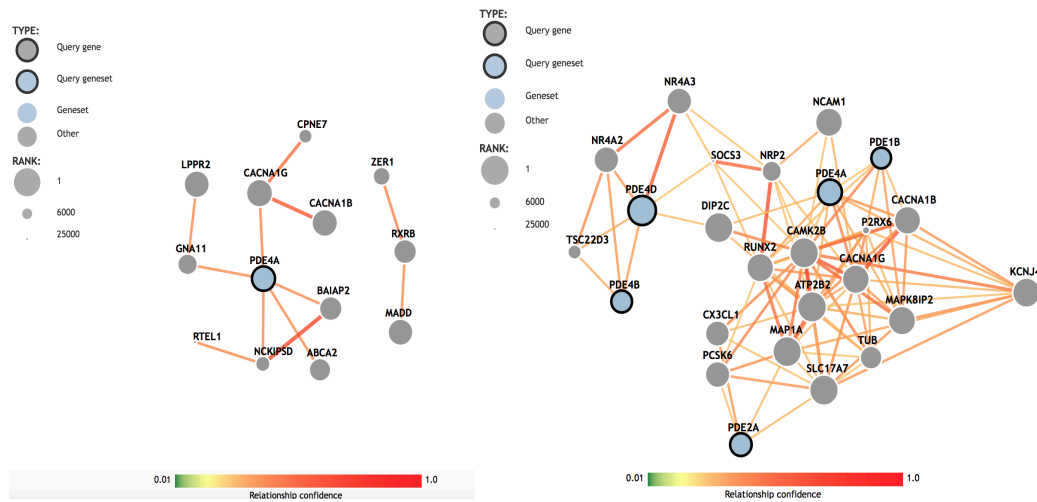 TYPE:
Query gene
Query geneset
Geneset
Other
RANK:
1
6000
25000
CPNE7
LPPR2
CACNA1G
ZER1
CACNA1B
RXRB
GNA11
PDE4A
BAIAP2
MADD
RTEL1
NCKIPSD
ABCA2
0.01
1.0
Relationship confidence
TYPE:
Query gene
Query geneset
Geneset
Other
RANK:
1
6000
25000
NR4A3
NCAM1
NR4A2
SOCS3
NRP2
PDE1B
PDE4D
PDE4A
DIP2C
CACNA1B
P2RX6
TSC22D3
RUNX2
CAMK2B
CACNA1G
KCNJ4
PDE4B
ATP2B2
MAPK8IP2
CX3CL1
MAP1A
TUB
PCSK6
SLC17A7
PDE2A
0.01
1.0
Relationship confidence